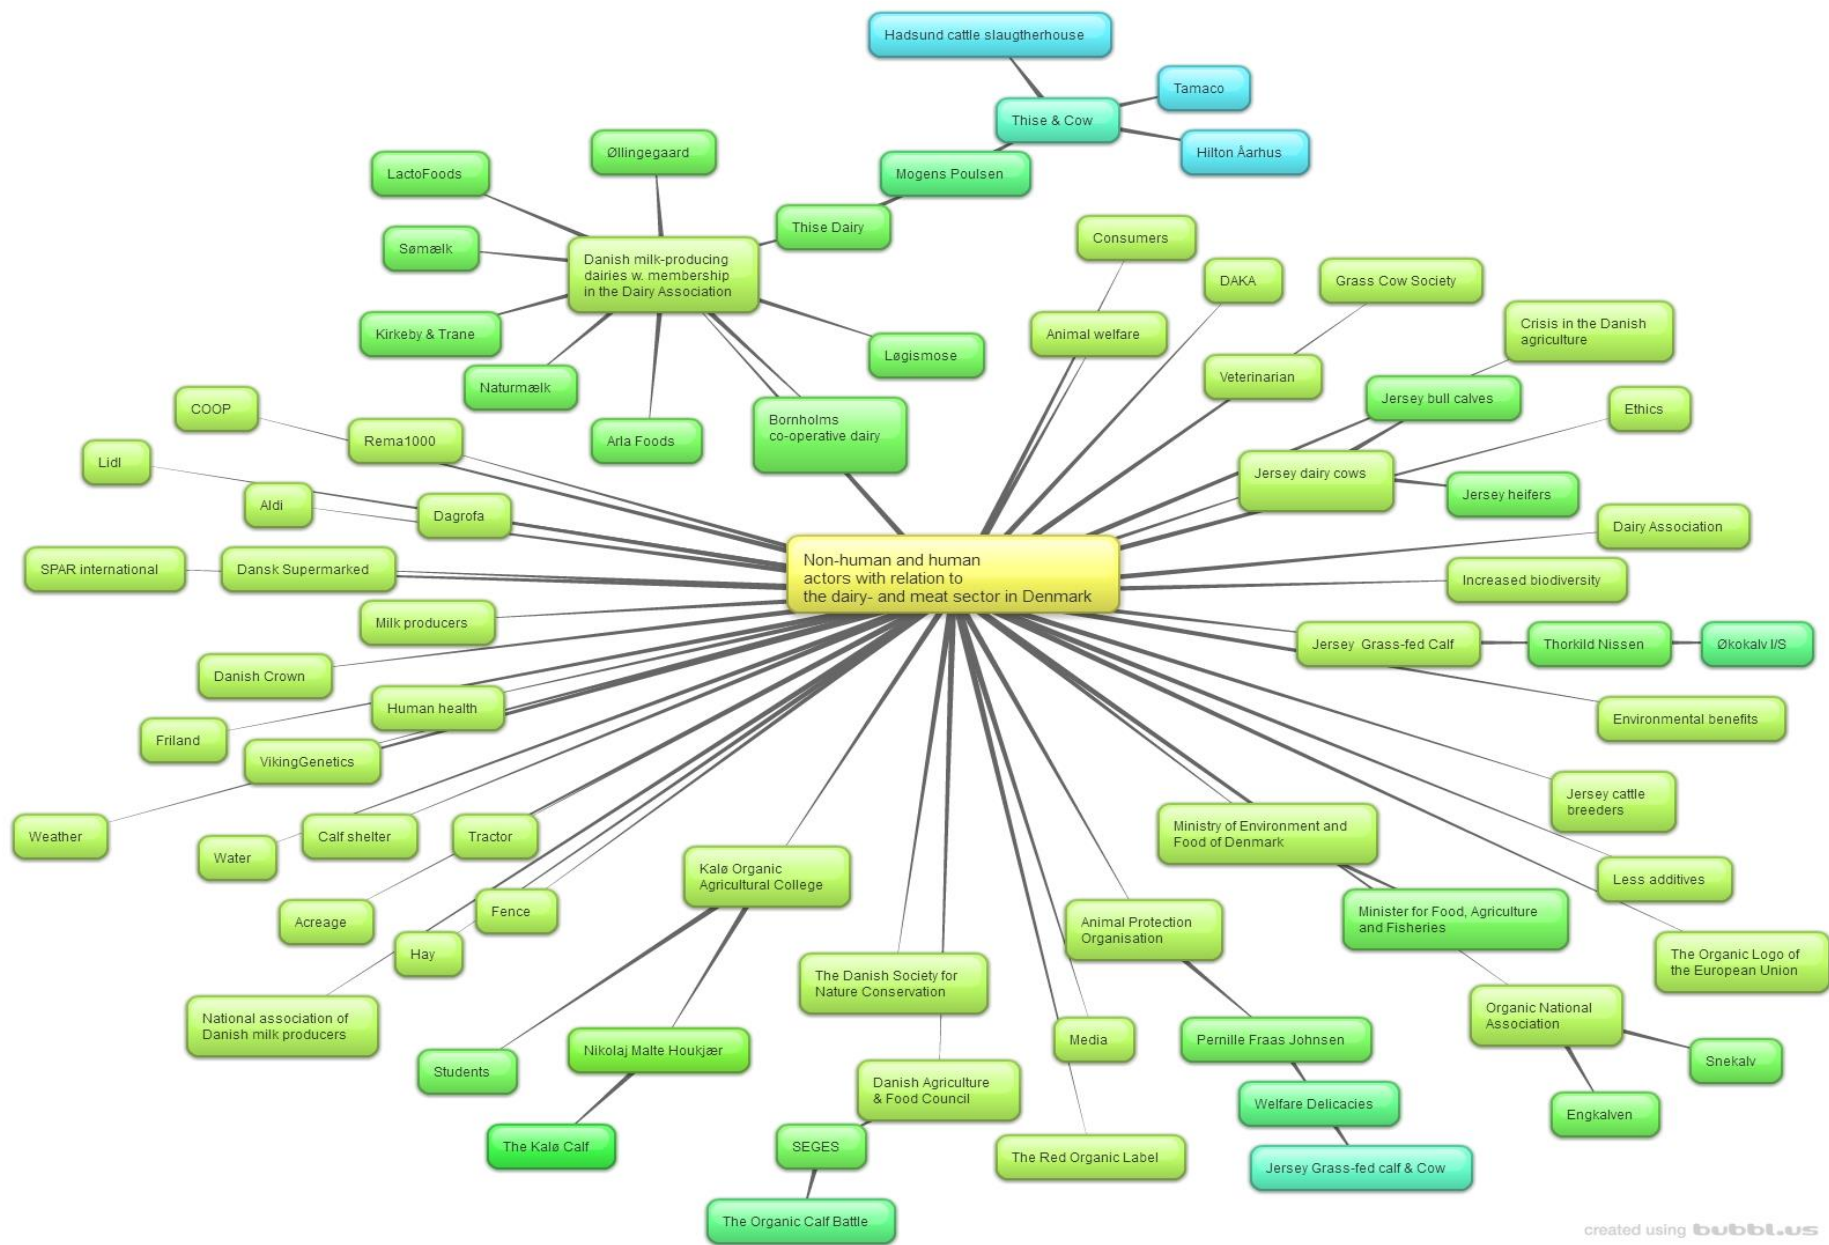 Hadsund cattle slaugtherhouse
Tamaco
Thise & Cow
Hilton Åarhus
Øllingegaard
LactoFoods
Mogens Poulsen
Thise Dairy
Sømælk
Danish milk-producing
dairies w. membership
in the Dairy Association
Consumers
DAKA
Grass Cow Society
Kirkeby & Trane
Løgismose
Animal welfare
Crisis in the Danish
agriculture
Naturmælk
Veterinarian
Jersey bull calves
COOP
Rema1000
Arla Foods
Bornholms
co-operative dairy
Ethics
Lidl
Jersey dairy cows
Jersey heifers
Aldi
Dagrofa
Dairy Association
SPAR international
Dansk Supermarked
Non-human and human
actors with relation to
the dairy- and meat sector in Denmark
Increased biodiversity
Milk producers
Jersey Grass-fed Calf
Thorkild Nissen
Økokalv I/S
Danish Crown
Human health
Environmental benefits
Friland
VikingGenetics
Jersey cattle
breeders
Weather
Water
Calf shelter
Tractor
Ministry of Environment and
Food of Denmark
Kalø Organic
Agricultural College
Less additives
Acreage
Fence
Animal Protection
Organisation
Minister for Food, Agriculture
and Fisheries
Hay
The Organic Logo of
the European Union
The Danish Society for
Nature Conservation
National association of
Danish milk producers
Organic National
Association
Media
Nikolaj Malte Houkjær
Pernille Fraas Johnsen
Students
Snekalv
Danish Agriculture
& Food Council
Welfare Delicacies
Engkalven
The Kalø Calf
SEGES
The Red Organic Label
Jersey Grass-fed calf & Cow
The Organic Calf Battle
created using bubbl.us